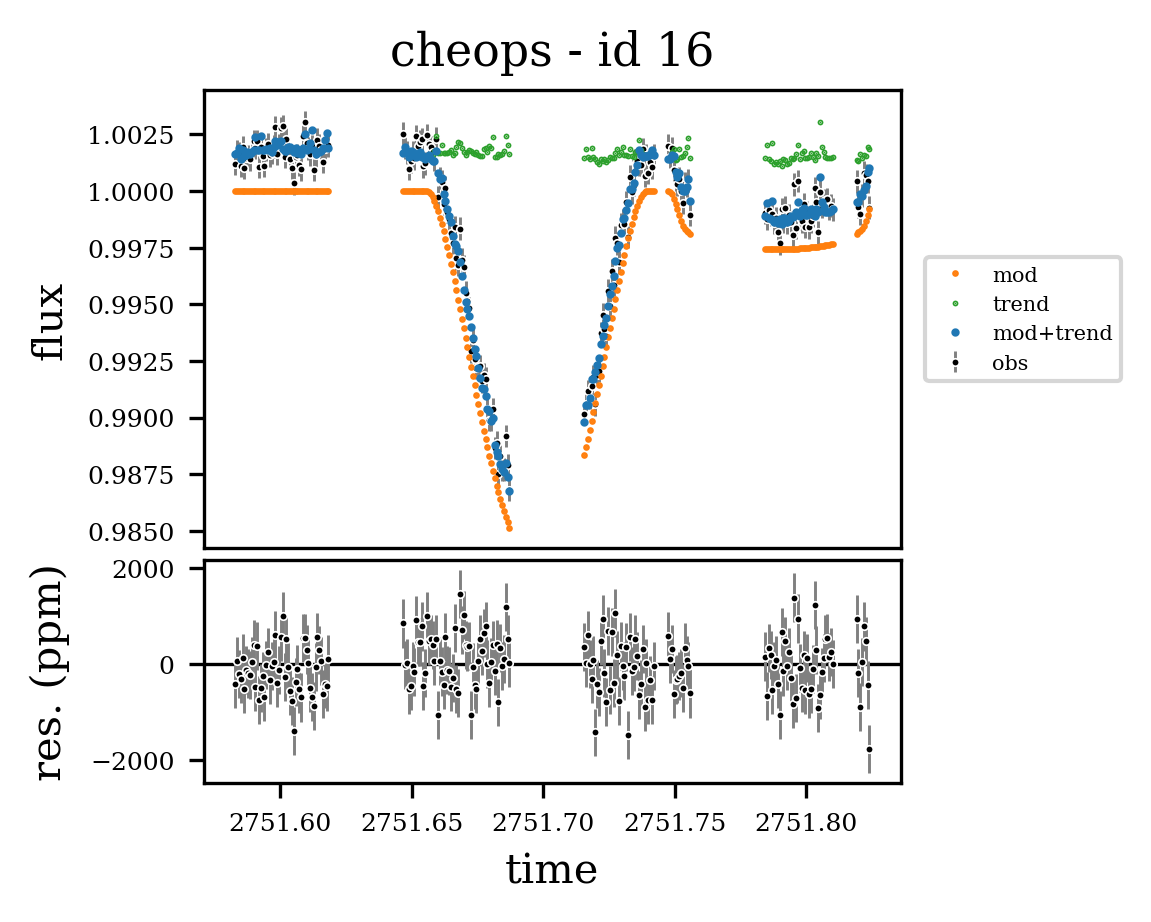 cheops - id 16
flux
1.0025
1.0000
0.9975
0.9950
0.9925
0.9900
0.9875
0.9850
mod
trend
mod+trend
obs
res. (ppm)
2000
0
−2000
2751.60 2751.65 2751.70 2751.75 2751.80
time